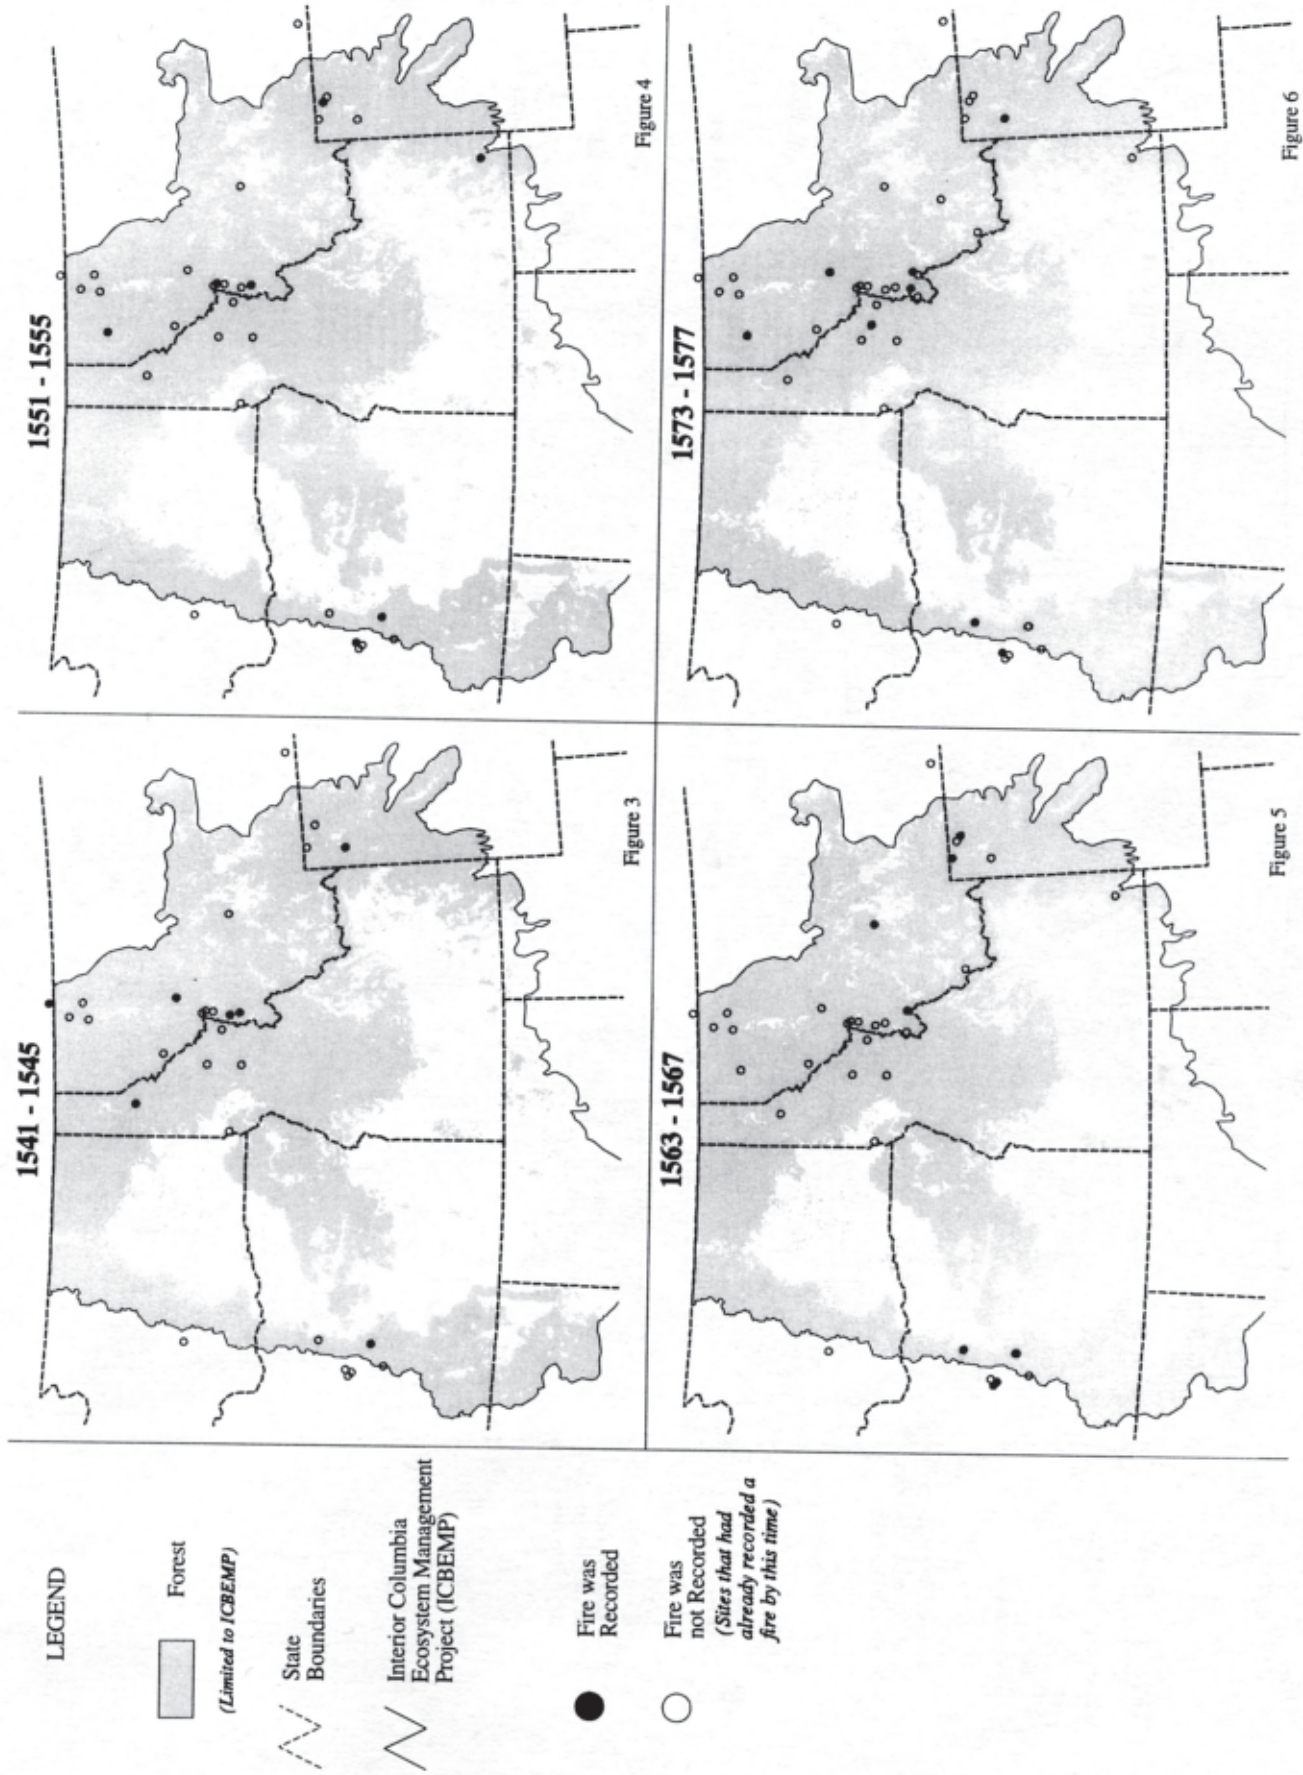 LEGEND
Forest
(Limited to ICBEMP)
State
Boundaries
Interior Columbia
Ecosystem Management
Project (ICBEMP)
Fire was
Recorded
Fire was
not Recorded
(Sites that had
already recorded a
fire by this time)
1541 - 1545
Figure 3
1551 - 1555
Figure 4
1563 - 1567
Figure 5
1573 - 1577
Figure 6